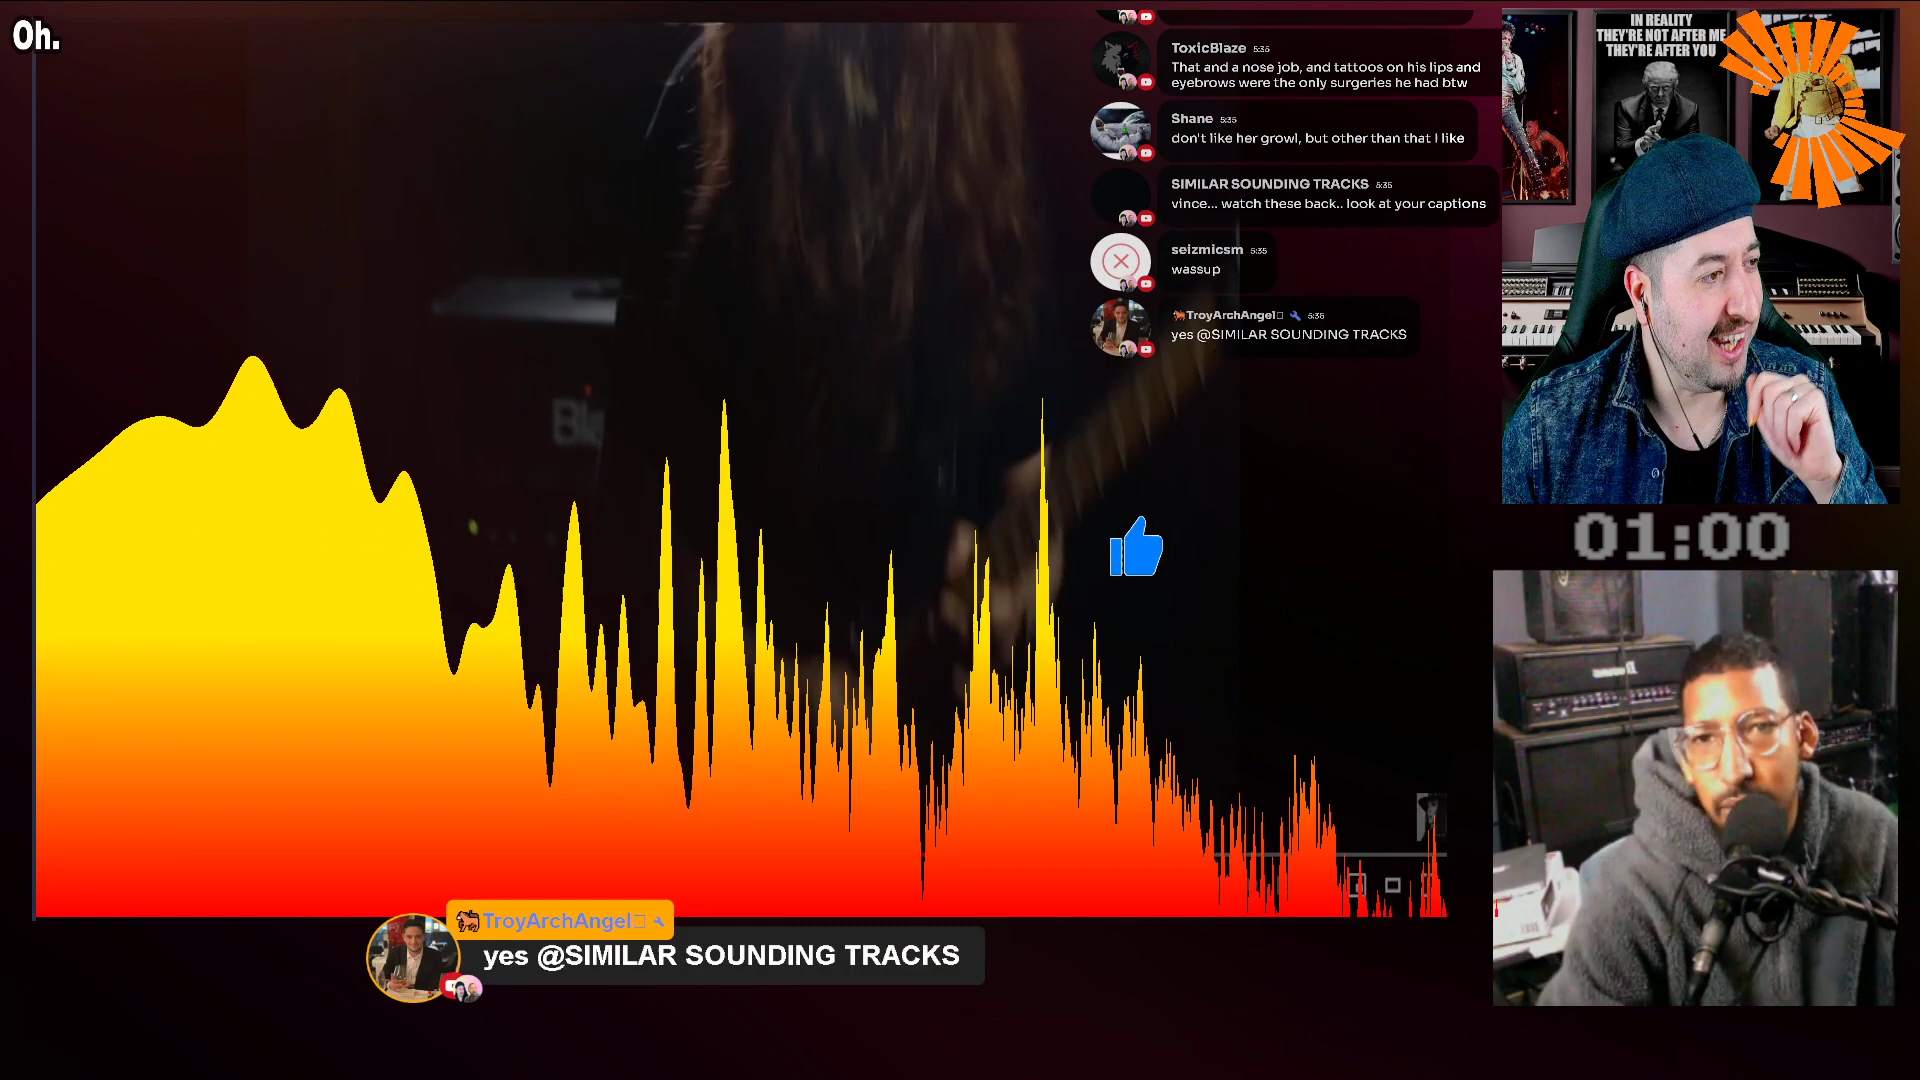 Oh.
ToxicBlaze 5:35
That and a nose job, and tattoos on his lips and
eyebrows were the only surgeries he had btw
Shane 5:35
don't like her growl, but other than that I like
SIMILAR SOUNDING TRACKS 5:35
vince... watch these back.. look at your captions
seizmicsm 5:35
wassup
TroyArchAngel 5:36
yes @SIMILAR SOUNDING TRACKS
IN REALITY
THEY'RE NOT AFTER ME
THEY'RE AFTER YOU
01:00
TroyArchAngel
yes @SIMILAR SOUNDING TRACKS